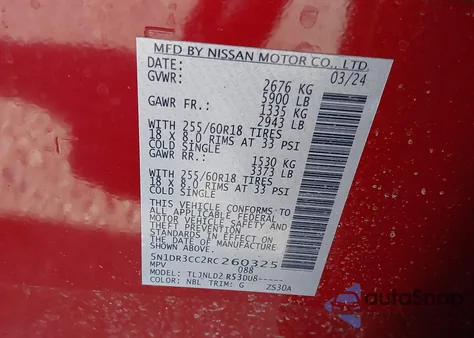 MFD BY NISSAN MOTOR CO., LTD.
DATE: 03/24
GVWR: 2676 KG
5900 LB
GAWR FR.: 1335 KG
2943 LB
WITH 255/60R18 TIRES
18 X 8.0 RIMS AT 33 PSI
COLD SINGLE
GAWR RR.: 1530 KG
3373 LB
WITH 255/60R18 TIRES
18 X 8.0 RIMS AT 33 PSI
COLD SINGLE
THIS VEHICLE CONFORMS TO
ALL APPLICABLE FEDERAL
MOTOR VEHICLE SAFETY AND
THEFT PREVENTION
STANDARDS IN EFFECT ON
THE DATE OF MANUFACTURE
SHOWN ABOVE.
5N1DR3CC2RC260325
MPV 088
MODEL: TLJNLD2 R53DU8-----
COLOR: NBL TRIM: G ZS30A
autoSnap